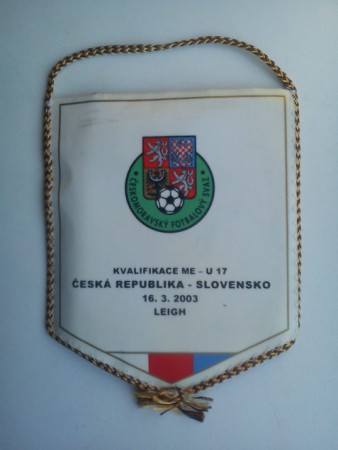 ČESKOMORAVSKÝ FOTBALOVÝ SVAZ
KVALIFIKACE ME – U 17
ČESKÁ REPUBLIKA - SLOVENSKO
16. 3. 2003
LEIGH